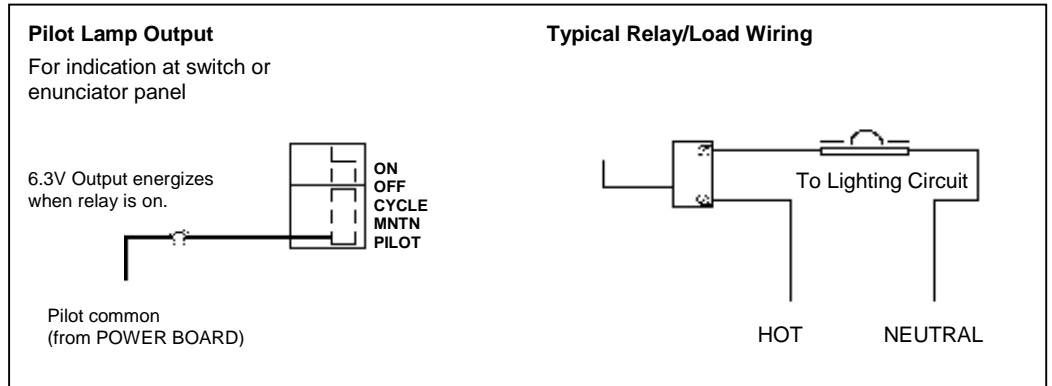 Pilot Lamp Output
For indication at switch or
enunciator panel
6.3V Output energizes
when relay is on.
ON
OFF
CYCLE
MNTN
PILOT
Pilot common
(from POWER BOARD)
Typical Relay/Load Wiring
To Lighting Circuit
HOT
NEUTRAL